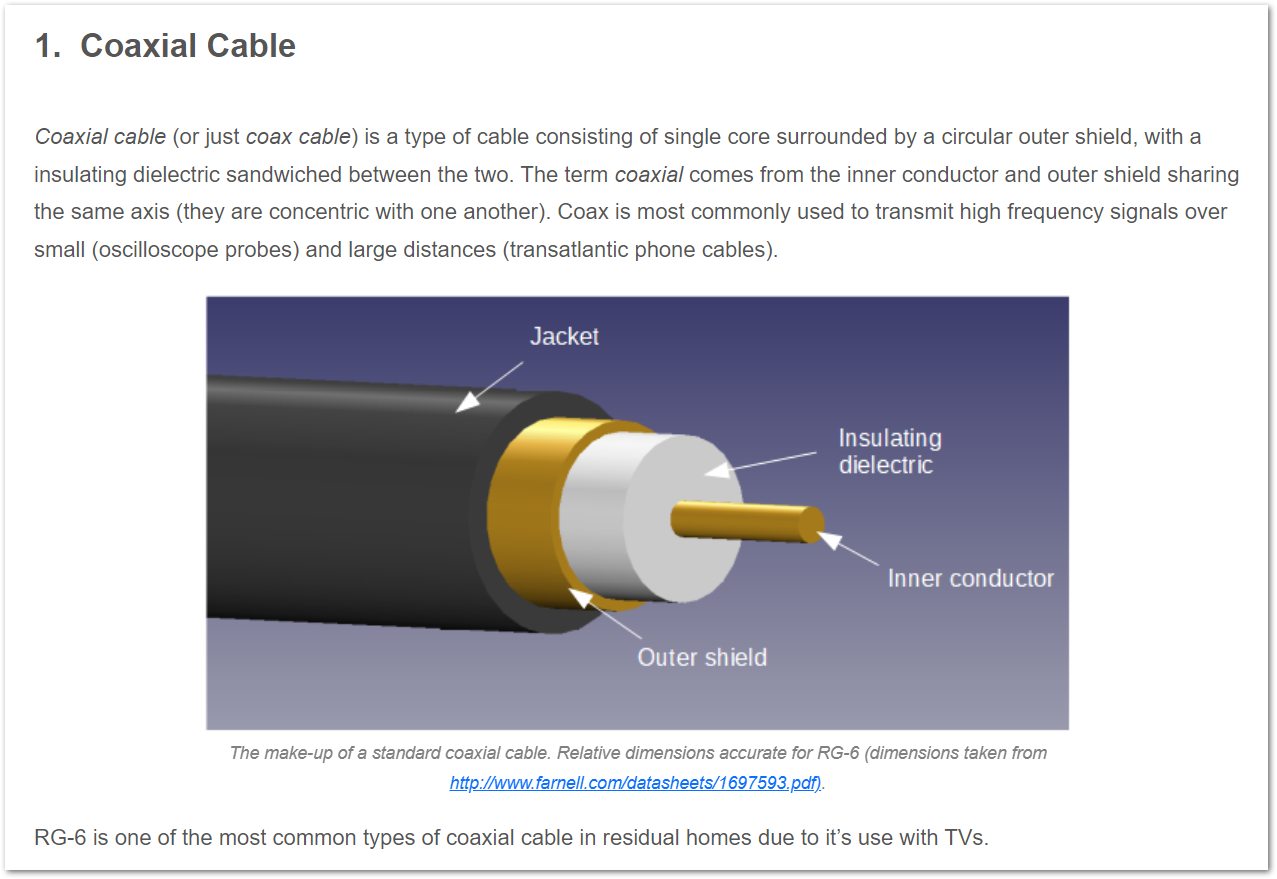 1. Coaxial Cable
Coaxial cable (or just coax cable) is a type of cable consisting of single core surrounded by a circular outer shield, with a
insulating dielectric sandwiched between the two. The term coaxial comes from the inner conductor and outer shield sharing
the same axis (they are concentric with one another). Coax is most commonly used to transmit high frequency signals over
small (oscilloscope probes) and large distances (transatlantic phone cables).
Jacket
Insulating
dielectric
Inner conductor
Outer shield
The make-up of a standard coaxial cable. Relative dimensions accurate for RG-6 (dimensions taken from
http://www.farnell.com/datasheets/1697593.pdf).
RG-6 is one of the most common types of coaxial cable in residual homes due to it’s use with TVs.